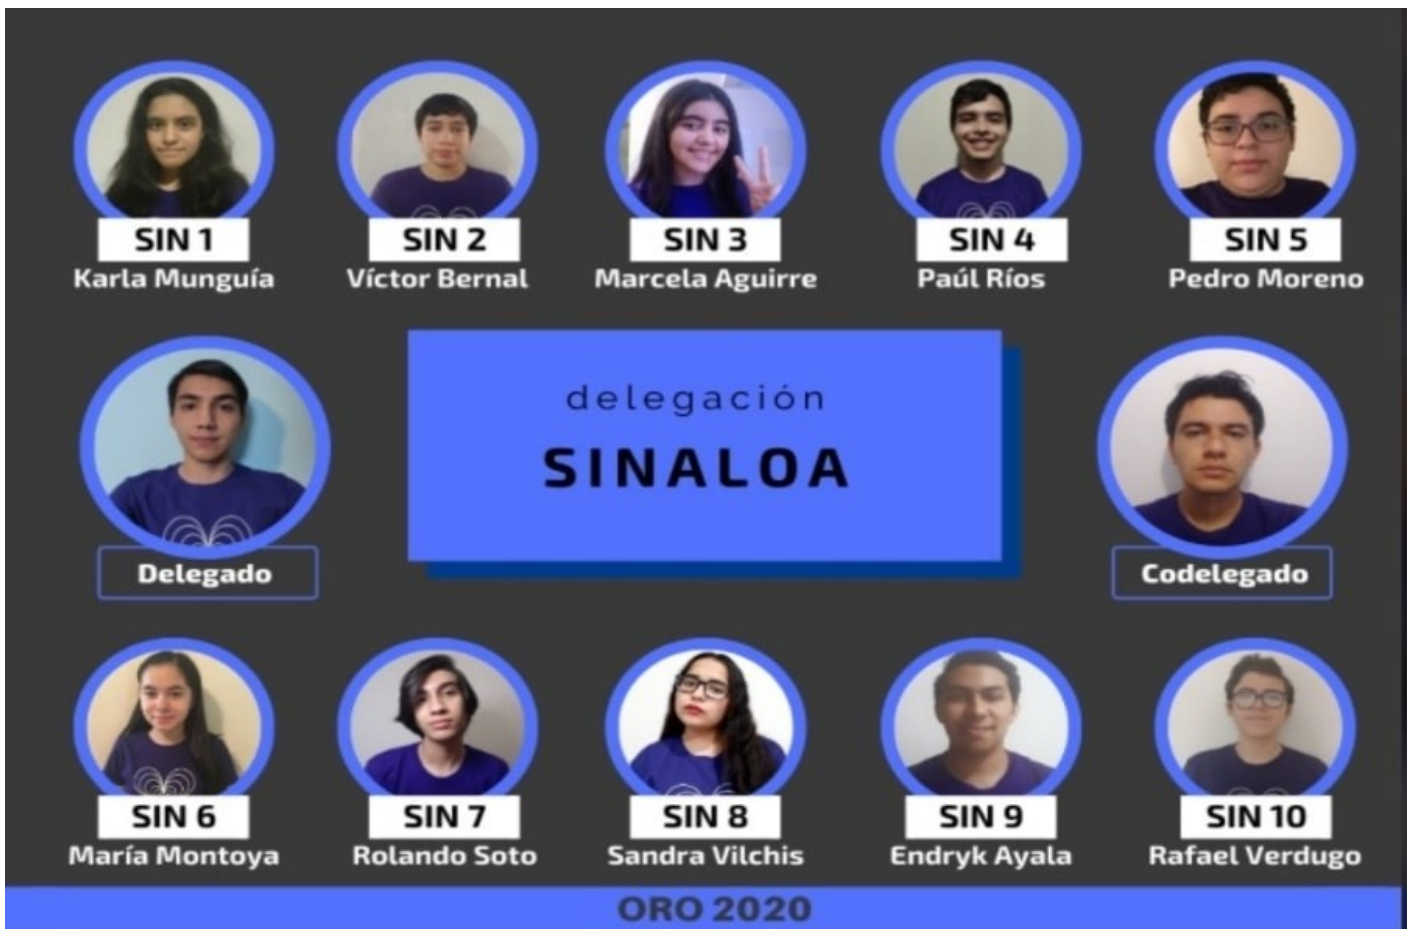 SIN 1
Karla Munguía
SIN 2
Víctor Bernal
SIN 3
Marcela Aguirre
SIN 4
Paúl Ríos
SIN 5
Pedro Moreno
delegación
SINALOA
Delegado
Codelegado
SIN 6
María Montoya
SIN 7
Rolando Soto
SIN 8
Sandra Vilchis
SIN 9
Endryk Ayala
SIN 10
Rafael Verdugo
ORO 2020